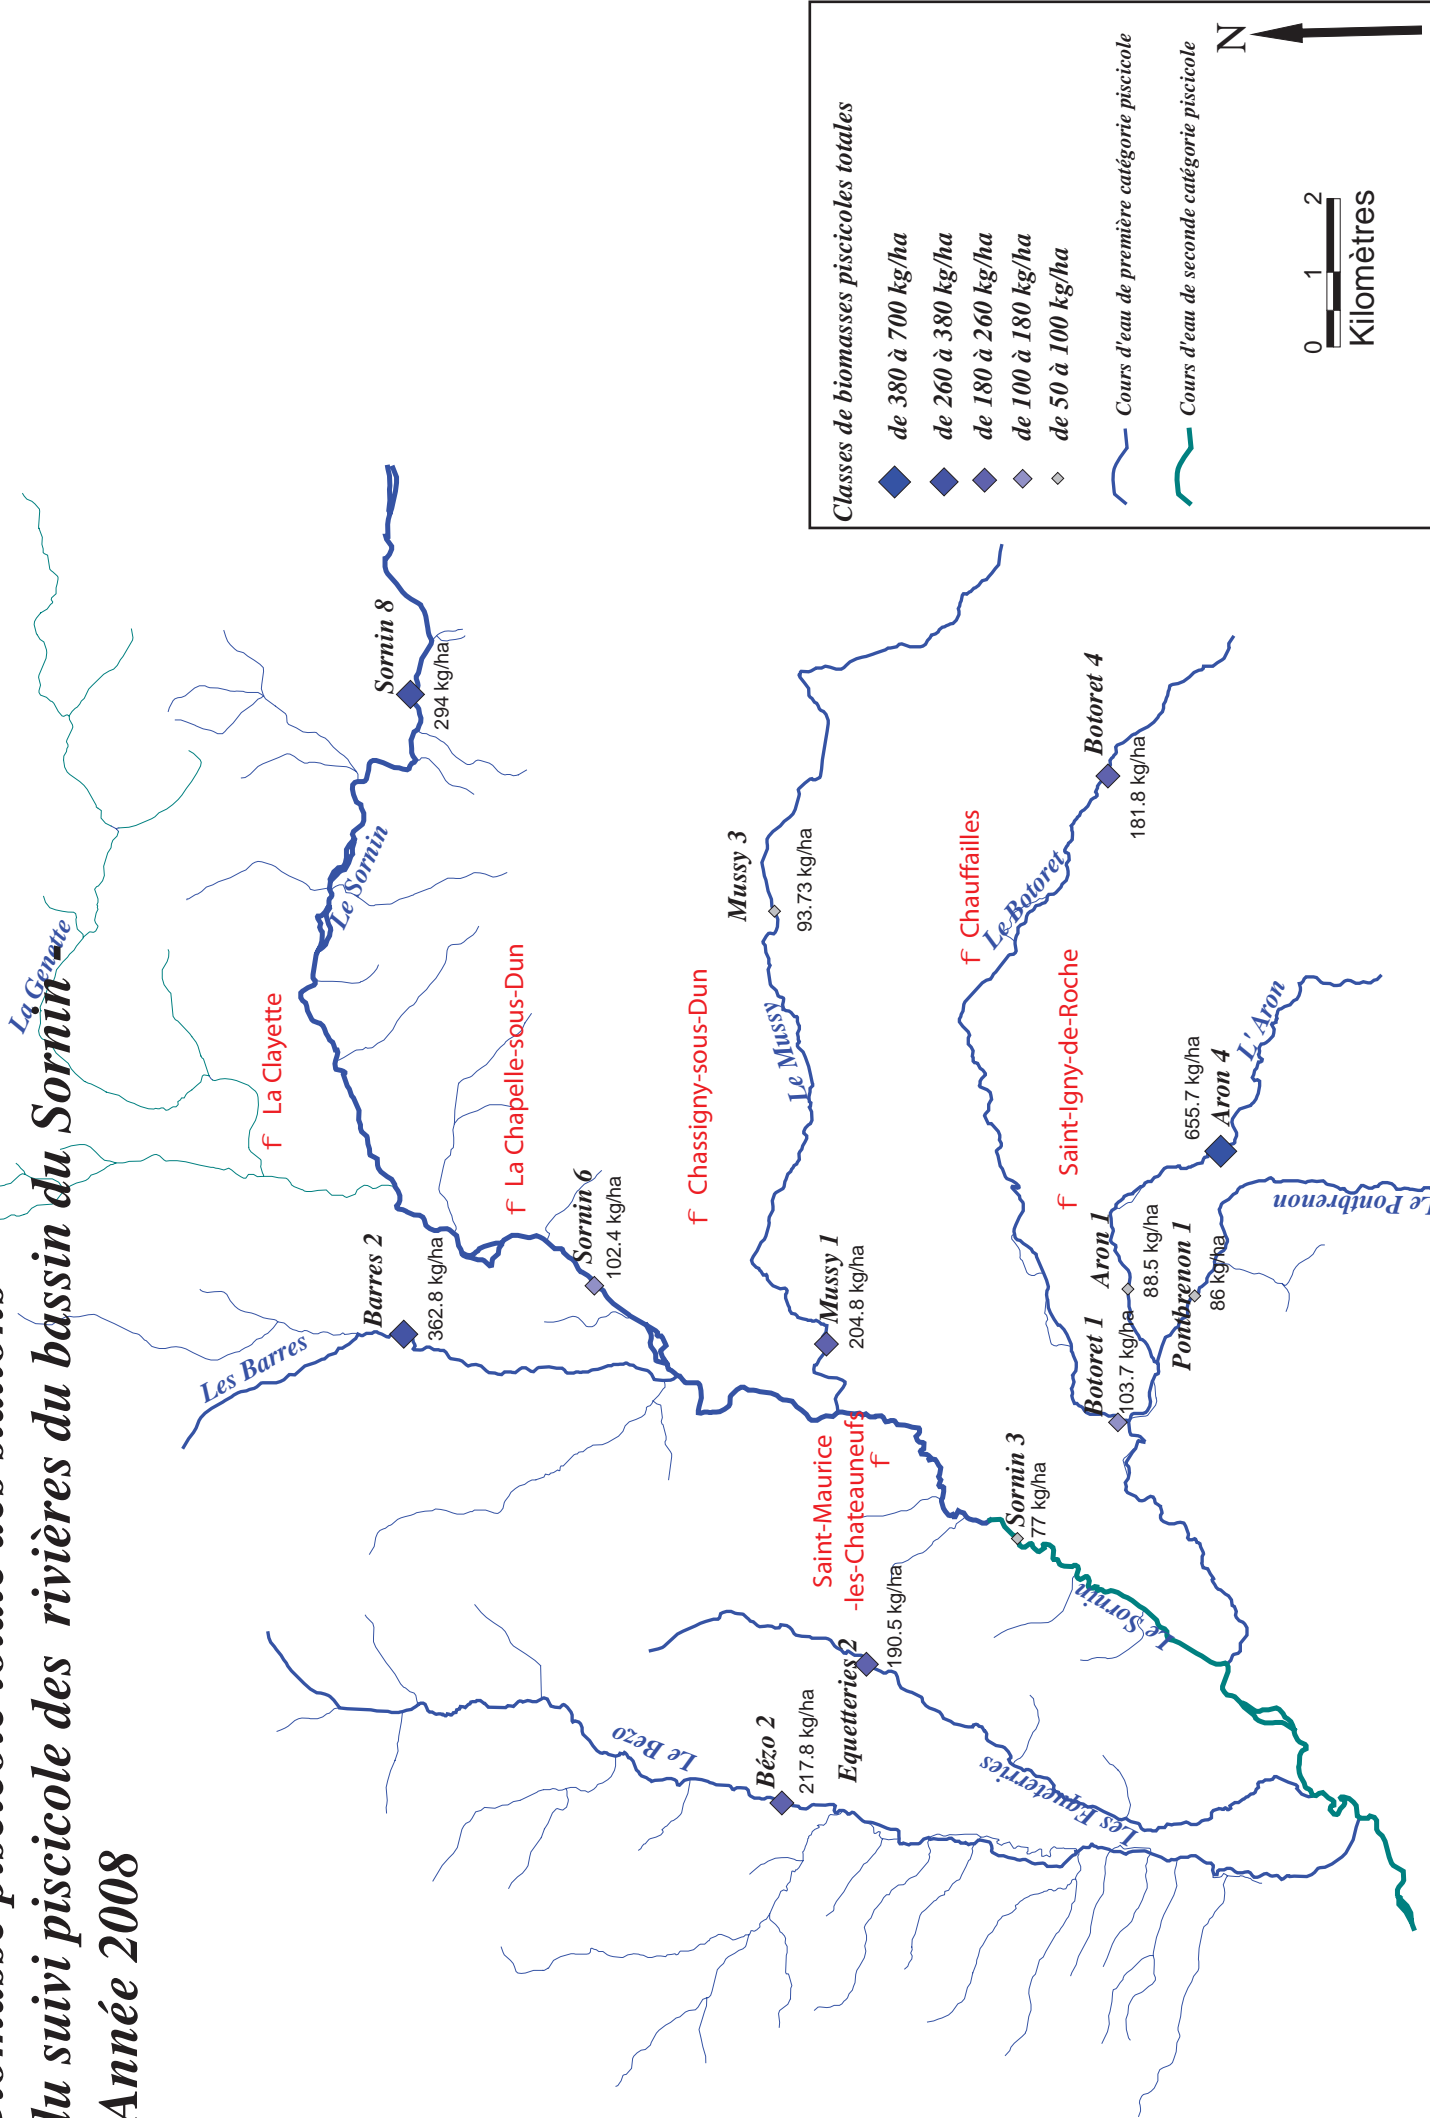 du suivi piscicole des rivières du bassin du Sornin -
Année 2008
La Genette
f La Clayette
Le Sornin
Sornin 8
294 kg/ha
Les Barres
Barres 2
362.8 kg/ha
f La Chapelle-sous-Dun
Sornin 6
102.4 kg/ha
f Chassigny-sous-Dun
Mussy 3
93.73 kg/ha
Le Mussy
Mussy 1
204.8 kg/ha
Saint-Maurice
-les-Chateauneufs
f
f Chauffailles
Le Botoret
Botoret 4
181.8 kg/ha
f Saint-Igny-de-Roche
L'Aron
655.7 kg/ha
Aron 4
Aron 1
88.5 kg/ha
Le Pontbrenon
Pontbrenon 1
86 kg/ha
Botoret 1
103.7 kg/ha
Sornin 3
77 kg/ha
Le Sornin
Le Bezo
Bézo 2
217.8 kg/ha
Equetteries 2
190.5 kg/ha
Les Equeterries
Classes de biomasses piscicoles totales
de 380 à 700 kg/ha
de 260 à 380 kg/ha
de 180 à 260 kg/ha
de 100 à 180 kg/ha
de 50 à 100 kg/ha
Cours d'eau de première catégorie piscicole
Cours d'eau de seconde catégorie piscicole
N
0 1 2
Kilomètres